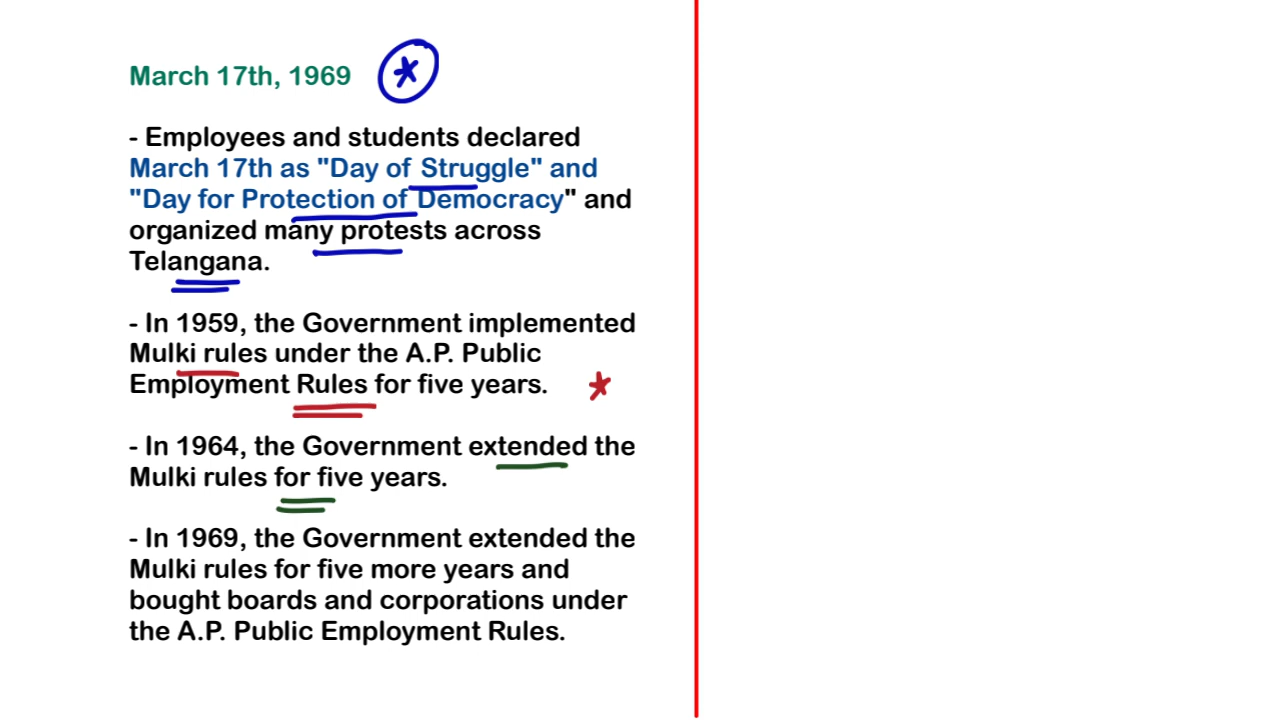 March 17th, 1969
- Employees and students declared
March 17th as "Day of Struggle" and
"Day for Protection of Democracy" and
organized many protests across
Telangana.
- In 1959, the Government implemented
Mulki rules under the A.P. Public
Employment Rules for five years.
- In 1964, the Government extended the
Mulki rules for five years.
- In 1969, the Government extended the
Mulki rules for five more years and
bought boards and corporations under
the A.P. Public Employment Rules.